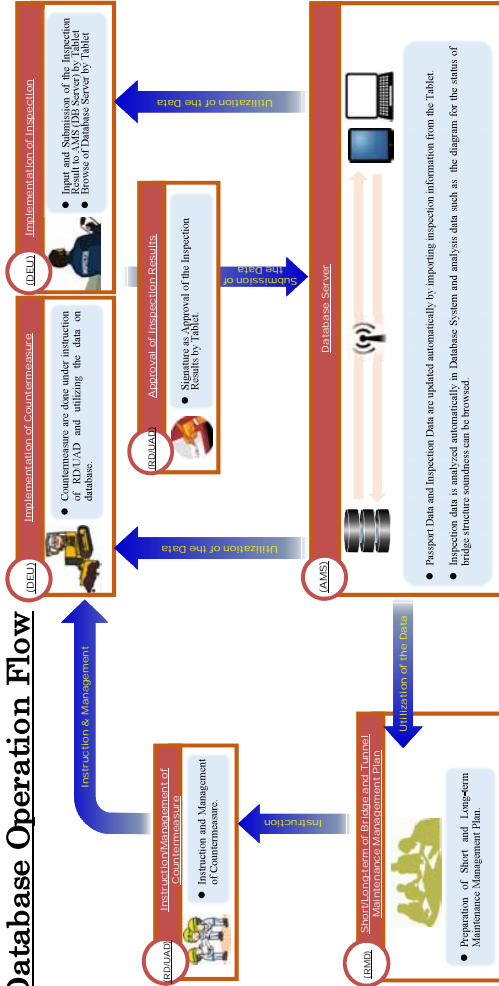 Database Operation Flow
(DEU)
Implementation of Countermeasure
● Countermeasure are done under instruction
of RD/UAD and utilizing the data on
database.
(DEU)
Implementation of Inspection
● Input and Submission of the Inspection
Result to AMS (DB Server) by Tablet
● Browse of Database Server by Tablet
Instruction & Management
(RD/UAD)
Instruction/Management of
Countermeasure
● Instruction and Management
of Countermeasure.
Utilization of the Data
(RD/UAD)
Approval of Inspection Results
● Signature as Approval of the Inspection
Results by Tablet.
Utilization of the Data
Submission of
the Data
Instruction
(RMD)
Short/Long-term of Bridge and Tunnel
Maintenance Management Plan
● Preparation of Short and Long-term
Maintenance Management Plan.
Utilization of the Data
(AMS)
Database Server
● Passport Data and Inspection Data are updated automatically by importing inspection information from the Tablet.
● Inspection data is analyzed automatically in Database System and analysis data such as the diagram for the status of
bridge structure soundness can be browsed.